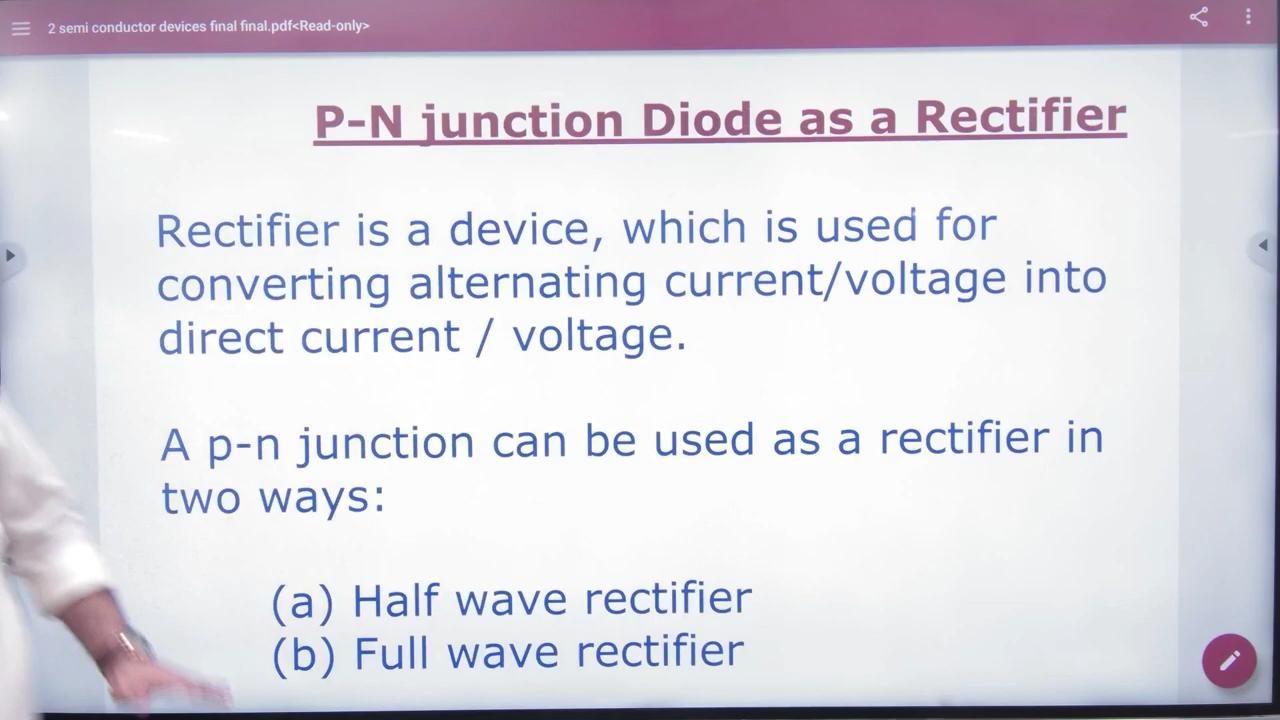 2 semi conductor devices final final.pdf<Read-only>
P-N junction Diode as a Rectifier
Rectifier is a device, which is used for
converting alternating current/voltage into
direct current / voltage.
A p-n junction can be used as a rectifier in
two ways:
(a) Half wave rectifier
(b) Full wave rectifier